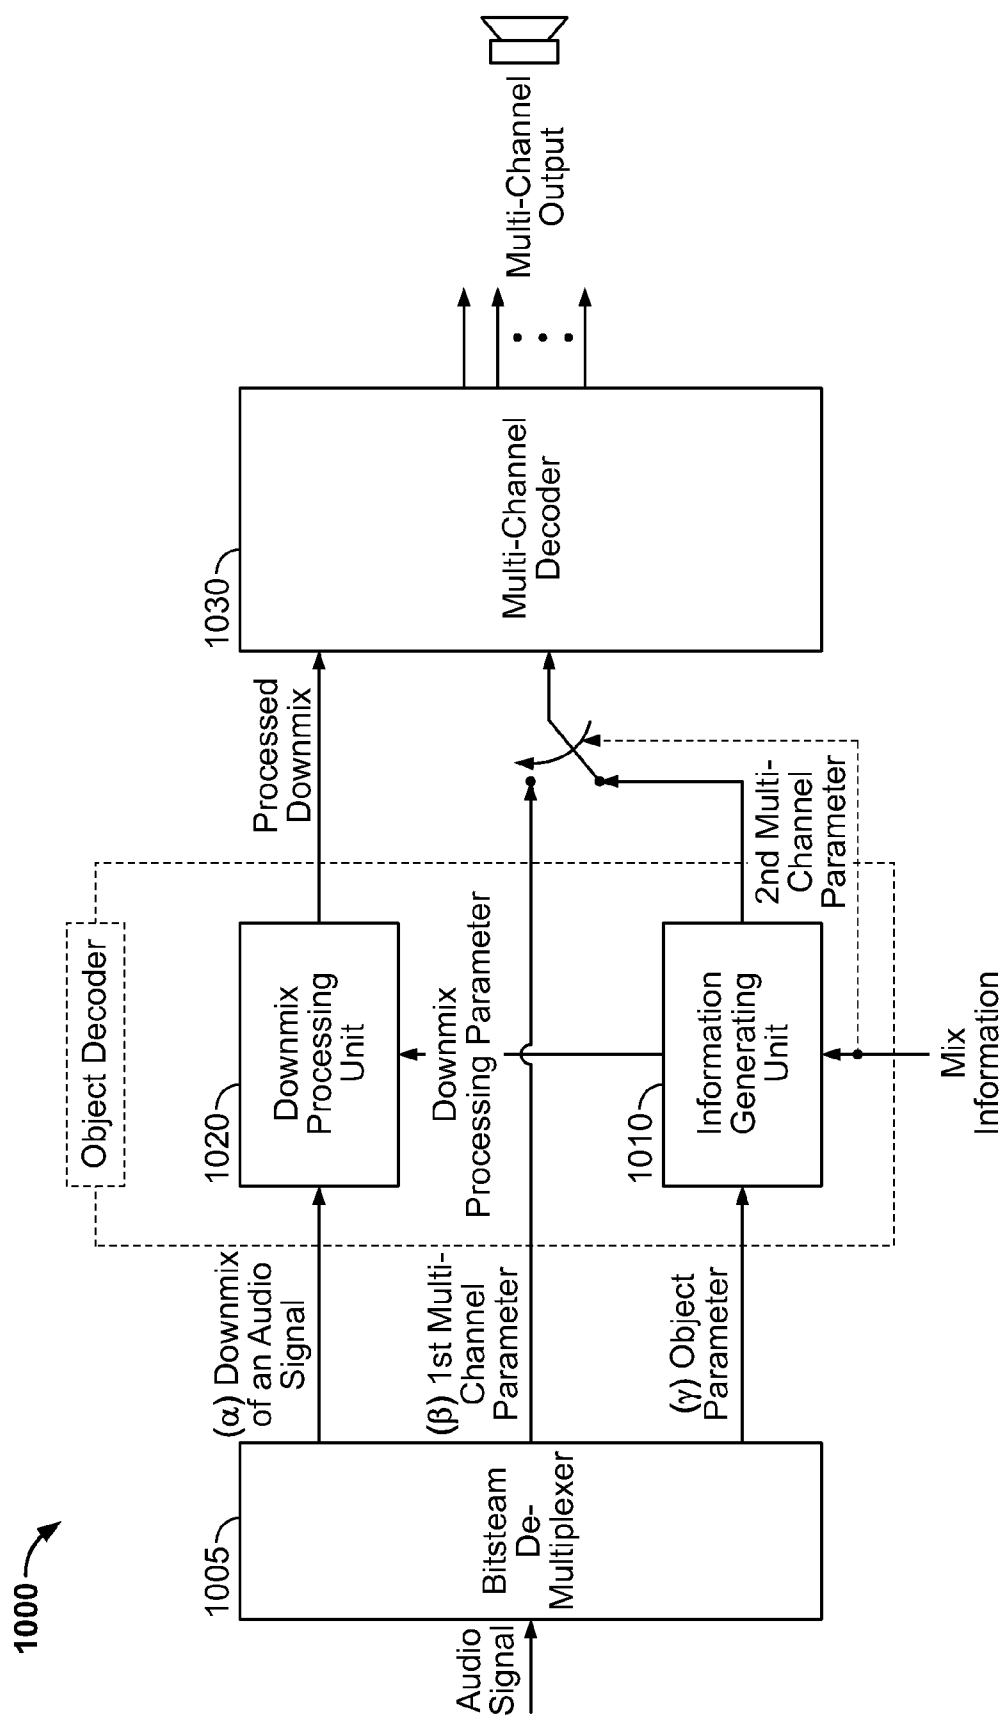 1000
Audio
Signal
1005
Bitsteam
De-
Multiplexer
(α) Downmix
of an Audio
Signal
(β) 1st Multi-
Channel
Parameter
(γ) Object
Parameter
Object Decoder
1020
Downmix
Processing
Unit
Downmix
Processing Parameter
1010
Information
Generating
Unit
Mix
Information
Processed
Downmix
2nd Multi-
Channel
Parameter
1030
Multi-Channel
Decoder
Multi-Channel
Output